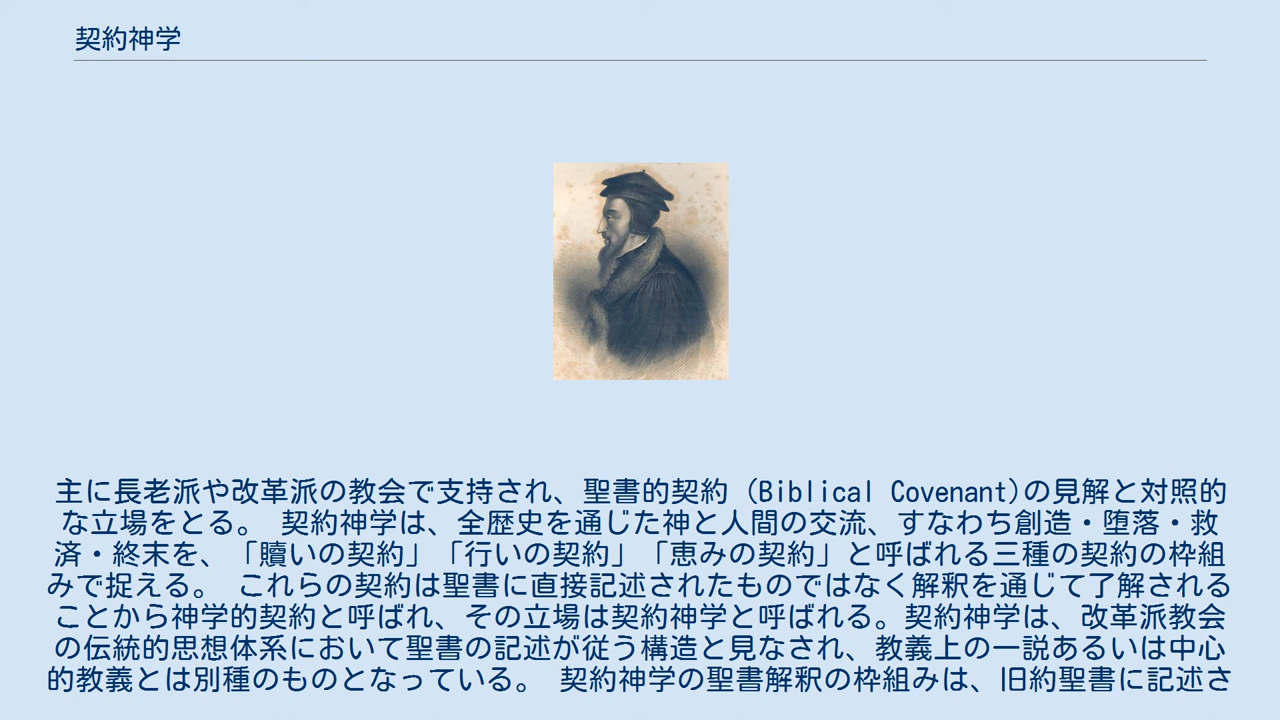 契約神学
主に長老派や改革派の教会で支持され、聖書的契約 (Biblical Covenant)の見解と対照的
な立場をとる。 契約神学は、全歴史を通じた神と人間の交流、すなわち創造・堕落・救
済・終末を、「贖いの契約」「行いの契約」「恵みの契約」と呼ばれる三種の契約の枠組
みで捉える。 これらの契約は聖書に直接記述されたものではなく解釈を通じて了解される
ことから神学的契約と呼ばれ、その立場は契約神学と呼ばれる。契約神学は、改革派教会
の伝統的思想体系において聖書の記述が従う構造と見なされ、教義上の一説あるいは中心
的教義とは別種のものとなっている。 契約神学の聖書解釈の枠組みは、旧約聖書に記述さ